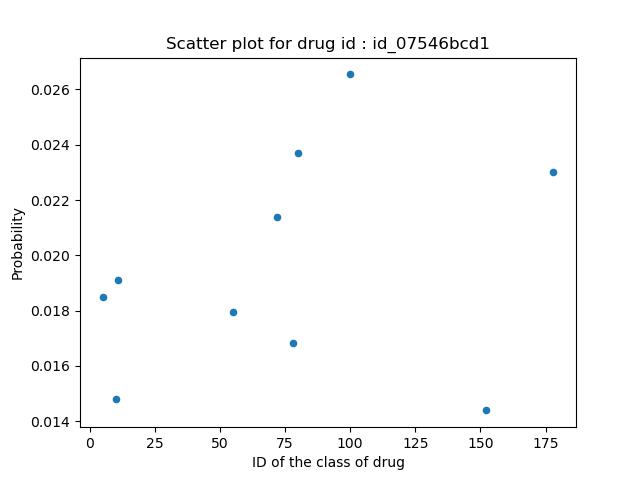 Scatter plot for drug id : id_07546bcd1
0.026
0.024
0.022
0.020
0.018
0.016
0.014
Probability
0 25 50 75 100 125 150 175
ID of the class of drug